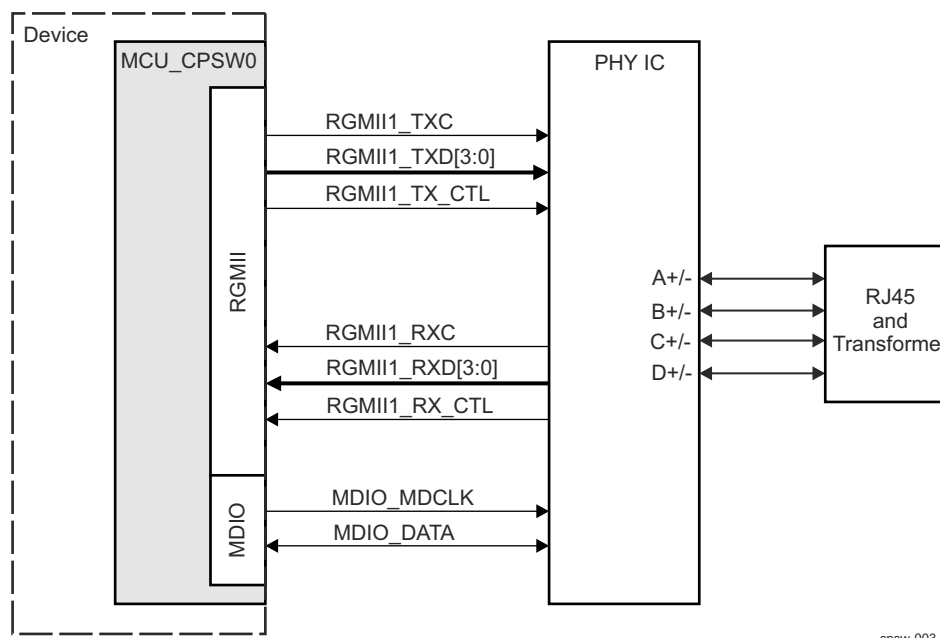 Device
MCU_CPSW0
PHY IC
RGMII1_TXC
RGMII1_TXD[3:0]
RGMII1_TX_CTL
RGMII
A+/-
B+/-
C+/-
D+/-
RJ45
and
Transforme
RGMII1_RXC
RGMII1_RXD[3:0]
RGMII1_RX_CTL
MDIO
MDIO_MDCLK
MDIO_DATA